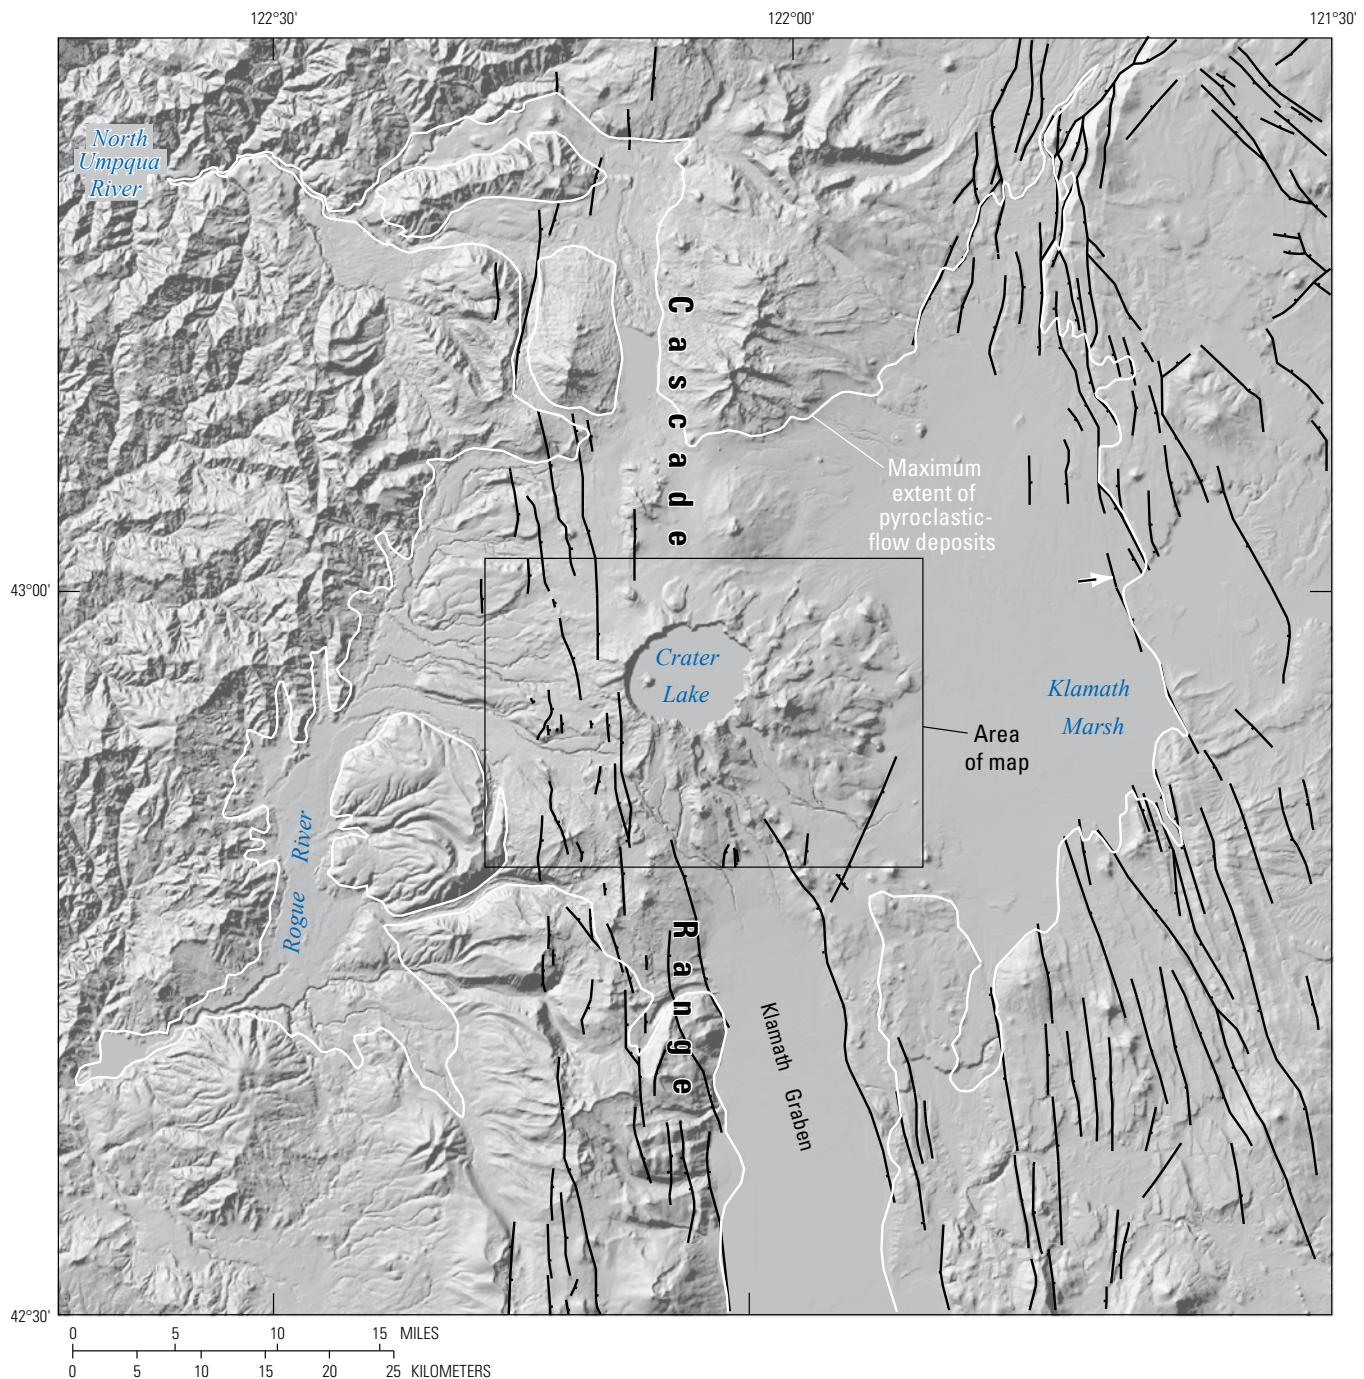 122°30'
122°00'
121°30'
North
Umpqua
River
Cascade
Maximum
extent of
pyroclastic-
flow deposits
43°00'
Crater
Lake
Klamath
Marsh
Area
of map
Rogue River
Range
Klamath Graben
42°30'
0 5 10 15 MILES
0 5 10 15 20 25 KILOMETERS